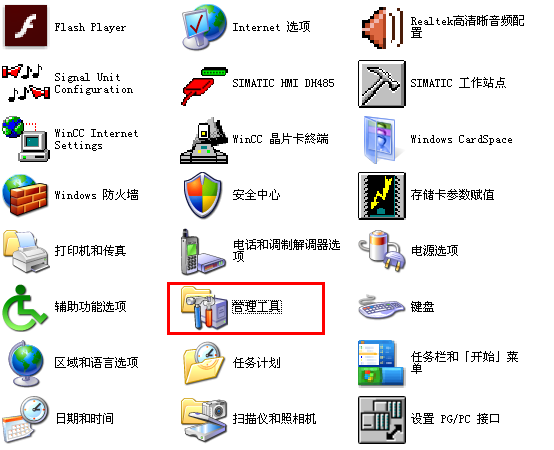 Flash Player
Internet 选项
Realtek高清晰音频配
置
Signal Unit
Configuration
SIMATIC HMI DH485
SIMATIC 工作站点
WinCC Internet
Settings
WinCC 晶片卡終端
Windows CardSpace
Windows 防火墙
安全中心
存储卡参数赋值
打印机和传真
电话和调制解调器选
项
电源选项
辅助功能选项
管理工具
键盘
区域和语言选项
任务计划
任务栏和「开始」菜
单
日期和时间
扫描仪和照相机
设置 PG/PC 接口